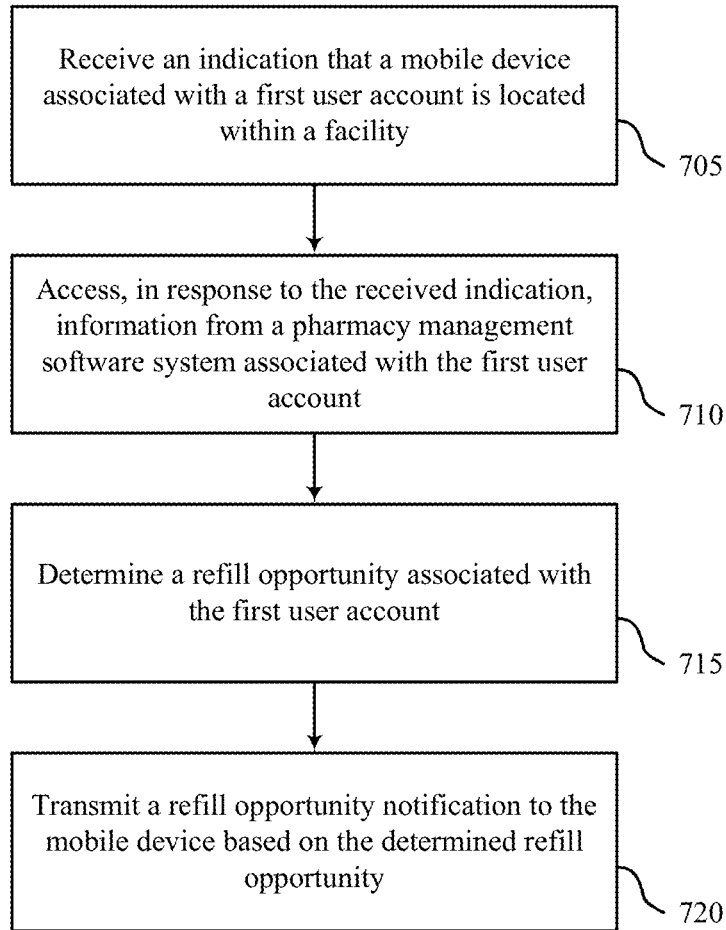 Receive an indication that a mobile device
associated with a first user account is located
within a facility
705
Access, in response to the received indication,
information from a pharmacy management
software system associated with the first user
account
710
Determine a refill opportunity associated with
the first user account
715
Transmit a refill opportunity notification to the
mobile device based on the determined refill
opportunity
720